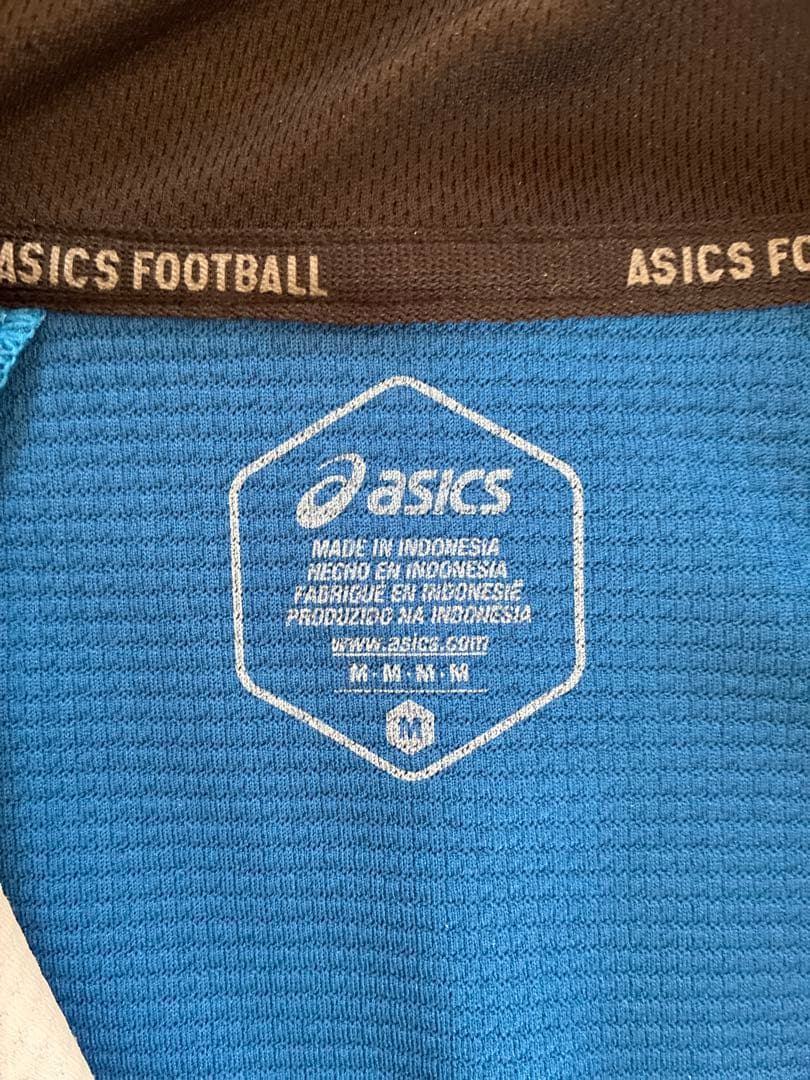 ASICS FOOTBALL ASICS FO
asics
MADE IN INDONESIA
HECHO EN INDONESIA
FABRIQUÉ EN INDONESIE
PRODUZIDO NA INDONESIA
www.asics.com
M·M·M·M
M